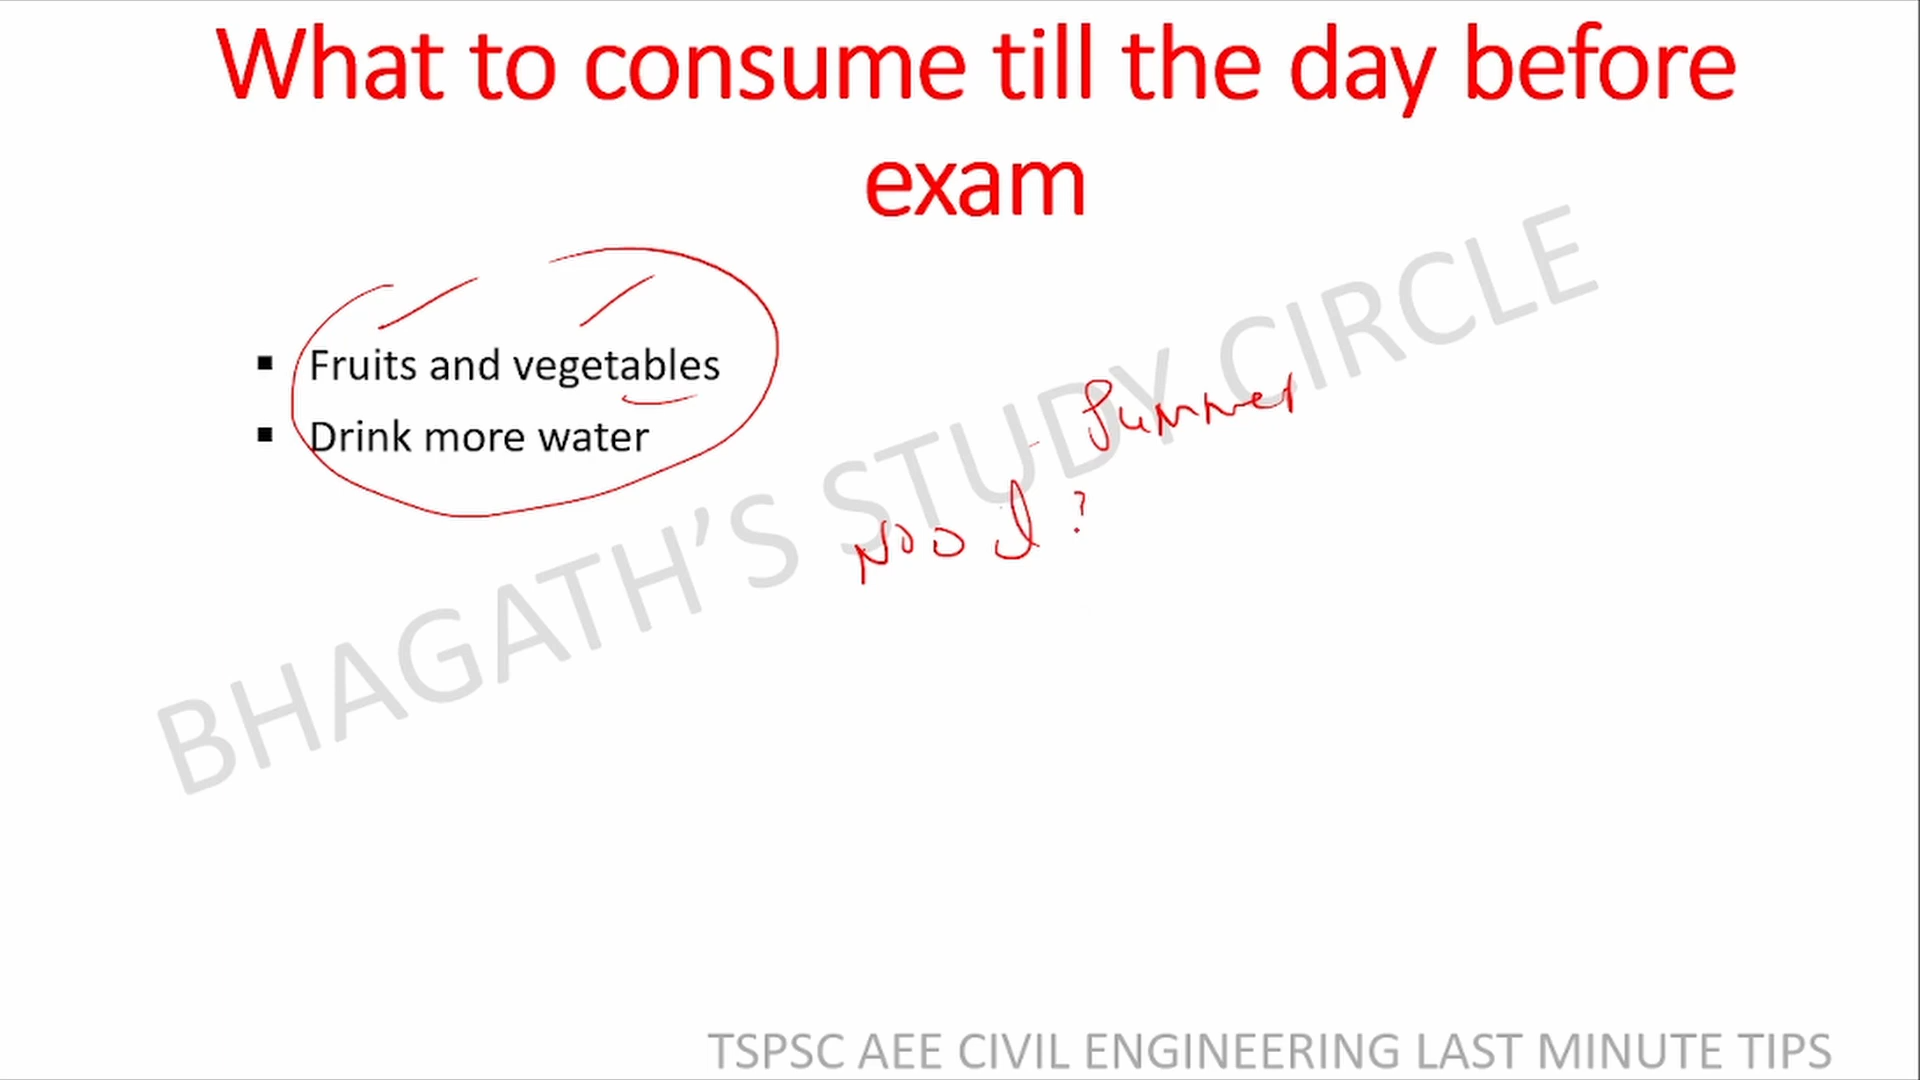 What to consume till the day before
exam
▪ Fruits and vegetables
▪ Drink more water
- Summer
?
BHAGATH'S STUDY CIRCLE
TSPSC AEE CIVIL ENGINEERING LAST MINUTE TIPS